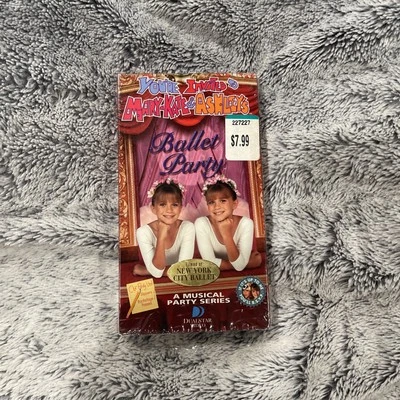 YOU'RE INVITED TO
MARY-KATE & ASHLEY'S
227227
$7.99
Ballet
Party
NEW YORK
CITY BALLET
A MUSICAL
PARTY SERIES
DUALSTAR
VIDEO